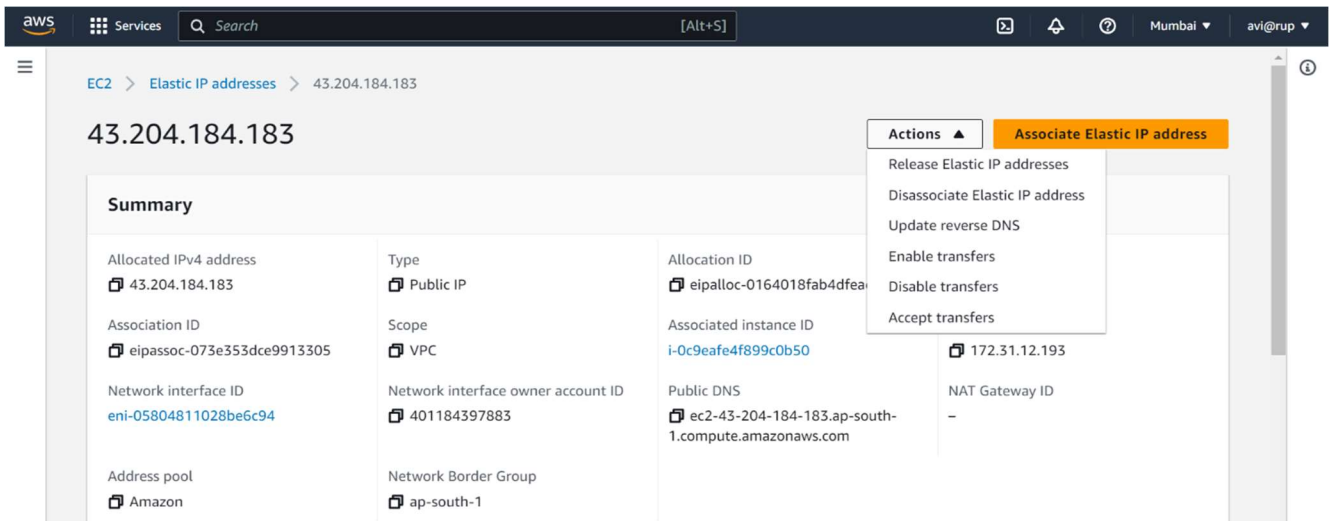 aws Services Search [Alt+S] Mumbai ▼ avi@rup ▼
EC2 > Elastic IP addresses > 43.204.184.183
43.204.184.183
Actions ▲ Associate Elastic IP address
Release Elastic IP addresses
Disassociate Elastic IP address
Update reverse DNS
Enable transfers
Disable transfers
Accept transfers
Summary
Allocated IPv4 address
43.204.184.183
Type
Public IP
Allocation ID
eipalloc-0164018fab4dfea
Association ID
eipassoc-073e353dce9913305
Scope
VPC
Associated instance ID
i-0c9eafe4f899c0b50
172.31.12.193
Network interface ID
eni-05804811028be6c94
Network interface owner account ID
401184397883
Public DNS
ec2-43-204-184-183.ap-south-
1.compute.amazonaws.com
NAT Gateway ID
–
Address pool
Amazon
Network Border Group
ap-south-1